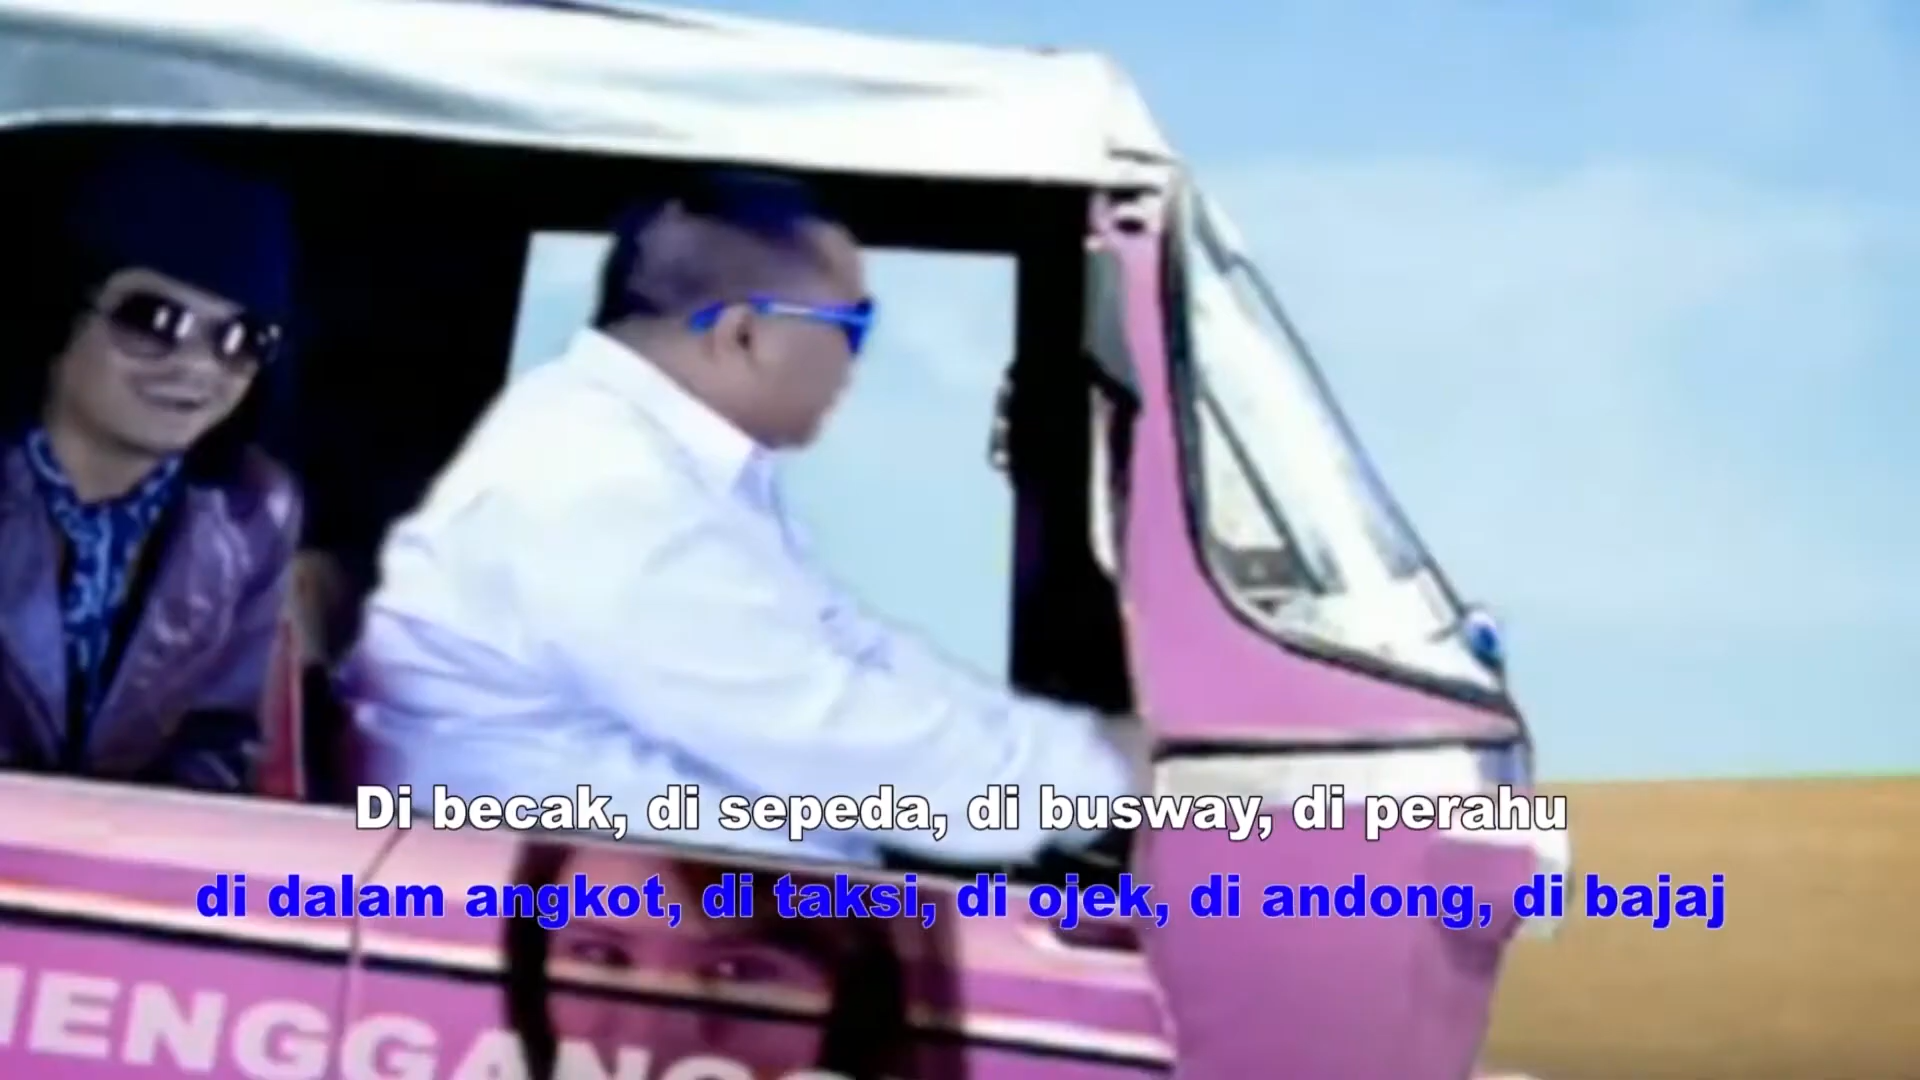 Di becak, di sepeda, di busway, di perahu
di dalam angkot, di taksi, di ojek, di andong, di bajaj